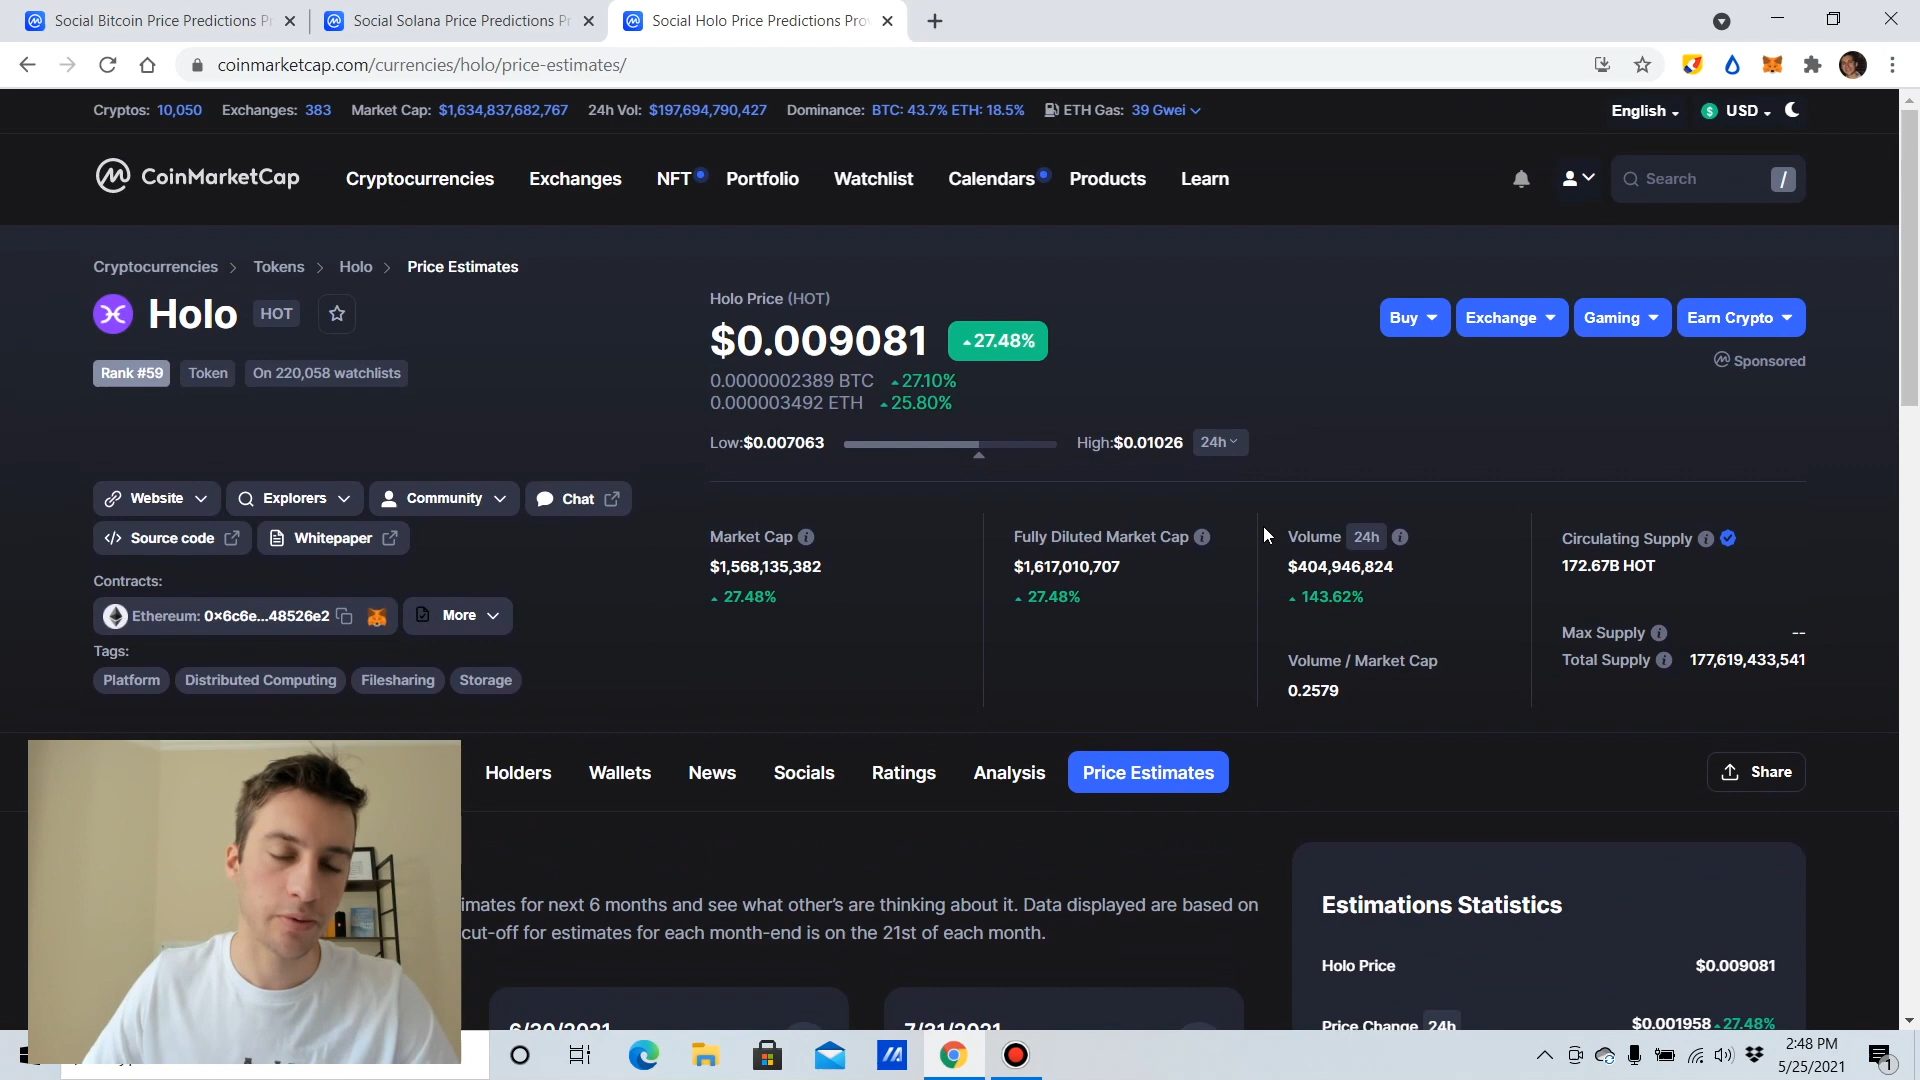 Social Bitcoin Price Predictions Pr
Social Solana Price Predictions Pr
Social Holo Price Predictions Prov
coinmarketcap.com/currencies/holo/price-estimates/
Cryptos: 10,050 Exchanges: 383 Market Cap: $1,634,837,682,767 24h Vol: $197,694,790,427 Dominance: BTC: 43.7% ETH: 18.5% ETH Gas: 39 Gwei
English USD
CoinMarketCap Cryptocurrencies Exchanges NFT Portfolio Watchlist Calendars Products Learn Search /
Cryptocurrencies > Tokens > Holo > Price Estimates
Holo HOT
Rank #59 Token On 220,058 watchlists
Holo Price (HOT)
$0.009081 27.48%
0.0000002389 BTC 27.10%
0.000003492 ETH 25.80%
Low:$0.007063 High:$0.01026 24h
Buy Exchange Gaming Earn Crypto
Sponsored
Website Explorers Community Chat
Source code Whitepaper
Contracts:
Ethereum: 0x6c6e...48526e2 More
Tags:
Platform Distributed Computing Filesharing Storage
Market Cap
$1,568,135,382
27.48%
Fully Diluted Market Cap
$1,617,010,707
27.48%
Volume 24h
$404,946,824
143.62%
Volume / Market Cap
0.2579
Circulating Supply
172.67B HOT
Max Supply --
Total Supply 177,619,433,541
Holders Wallets News Socials Ratings Analysis Price Estimates Share
imates for next 6 months and see what other's are thinking about it. Data displayed are based on
cut-off for estimates for each month-end is on the 21st of each month.
6/30/2021 7/31/2021
Estimations Statistics
Holo Price $0.009081
Price Change 24h $0.001958 27.48%
2:48 PM
5/25/2021
1